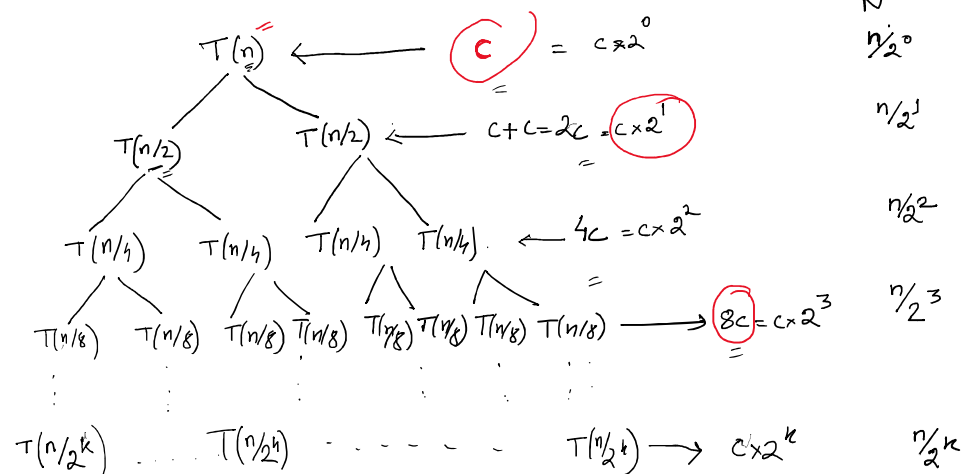 N
T(n) ← c = c×2^0 n/2^0
T(n/2) T(n/2) ← c+c=2c = c×2^1 n/2^1
T(n/4) T(n/4) T(n/4) T(n/4) ← 4c = c×2^2 n/2^2
T(n/8) T(n/8) T(n/8) T(n/8) T(n/8) T(n/8) T(n/8) T(n/8) → 8c = c×2^3 n/2^3
T(n/2^k) ..... T(n/2^k) - - - - - T(n/2^k) → c×2^k n/2^k